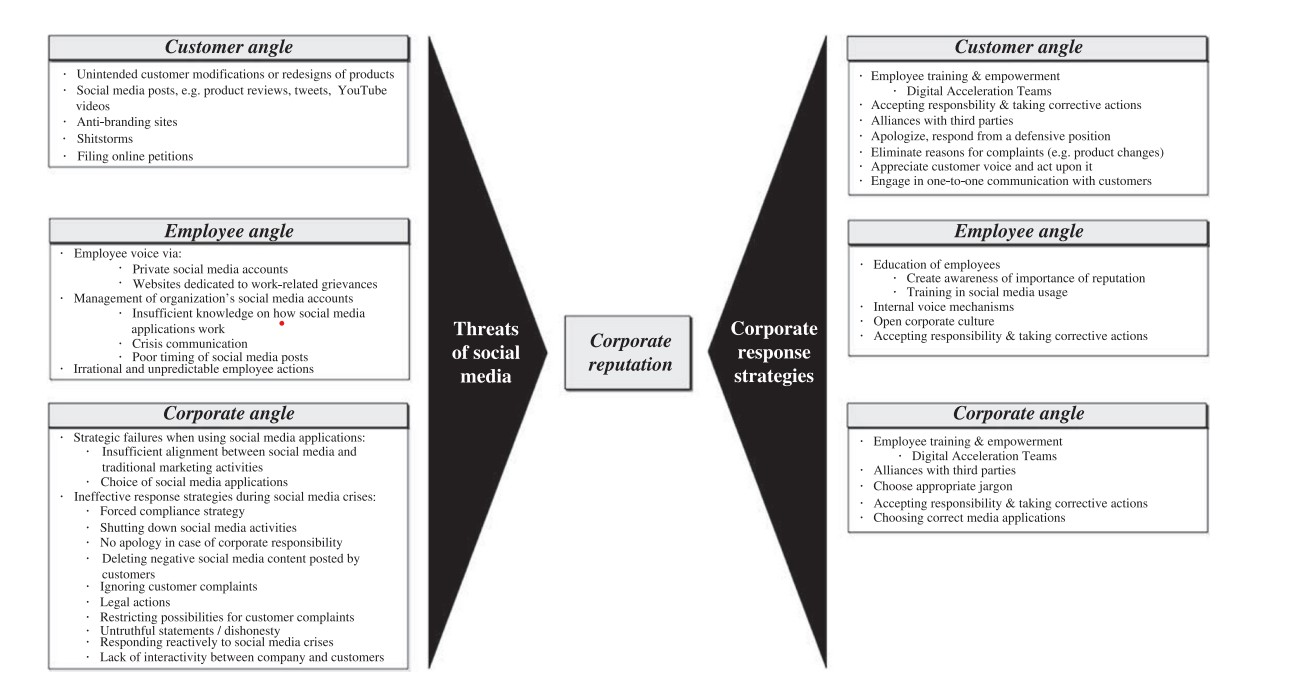 Customer angle
· Unintended customer modifications or redesigns of products
· Social media posts, e.g. product reviews, tweets, YouTube
videos
· Anti-branding sites
· Shitstorms
· Filing online petitions
Employee angle
· Employee voice via:
· Private social media accounts
· Websites dedicated to work-related grievances
· Management of organization's social media accounts
· Insufficient knowledge on how social media
applications work
· Crisis communication
· Poor timing of social media posts
· Irrational and unpredictable employee actions
Corporate angle
· Strategic failures when using social media applications:
· Insufficient alignment between social media and
traditional marketing activities
· Choice of social media applications
· Ineffective response strategies during social media crises:
· Forced compliance strategy
· Shutting down social media activities
· No apology in case of corporate responsibility
· Deleting negative social media content posted by
customers
· Ignoring customer complaints
· Legal actions
· Restricting possibilities for customer complaints
· Untruthful statements / dishonesty
· Responding reactively to social media crises
· Lack of interactivity between company and customers
Threats
of social
media
Corporate
reputation
Corporate
response
strategies
Customer angle
· Employee training & empowerment
· Digital Acceleration Teams
· Accepting responsbility & taking corrective actions
· Alliances with third parties
· Apologize, respond from a defensive position
· Eliminate reasons for complaints (e.g. product changes)
· Appreciate customer voice and act upon it
· Engage in one-to-one communication with customers
Employee angle
· Education of employees
· Create awareness of importance of reputation
· Training in social media usage
· Internal voice mechanisms
· Open corporate culture
· Accepting responsibility & taking corrective actions
Corporate angle
· Employee training & empowerment
· Digital Acceleration Teams
· Alliances with third parties
· Choose appropriate jargon
· Accepting responsibility & taking corrective actions
· Choosing correct media applications